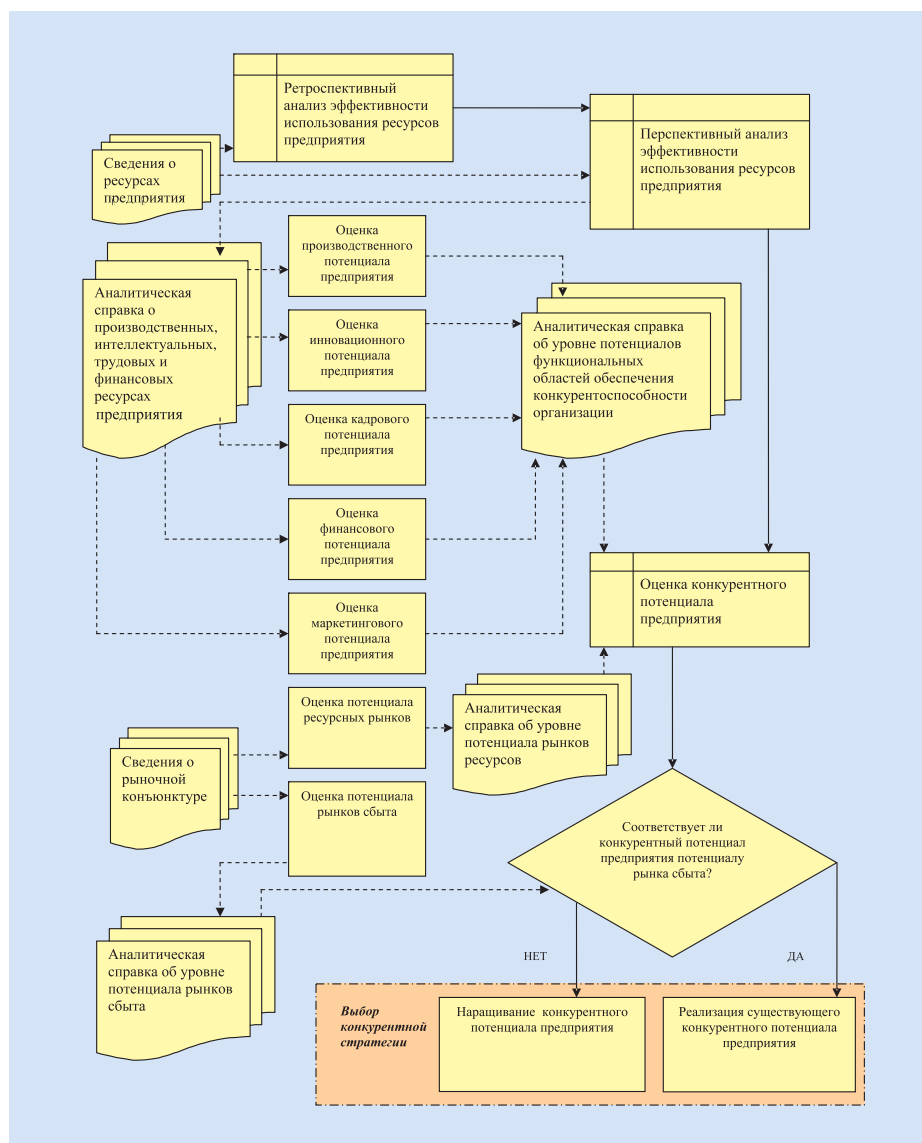 Ретроспективный
анализ эффективности
использования ресурсов
предприятия
Перспективный анализ
эффективности
использования ресурсов
предприятия
Сведения о
ресурсах
предприятия
Оценка
производственного
потенциала
предприятия
Аналитическая
справка о
производственных,
интеллектуальных,
трудовых и
финансовых
ресурсах
предприятия
Оценка
инновационного
потенциала
предприятия
Аналитическая справка
об уровне потенциалов
функциональных
областей обеспечения
конкурентоспособности
организации
Оценка кадрового
потенциала
предприятия
Оценка
финансового
потенциала
предприятия
Оценка конкурентного
потенциала
предприятия
Оценка
маркетингового
потенциала
предприятия
Оценка потенциала
ресурсных рынков
Аналитическая
справка об уровне
потенциала рынков
ресурсов
Сведения о
рыночной
конъюнктуре
Оценка потенциала
рынков сбыта
Соответствует ли
конкурентный потенциал
предприятия потенциалу
рынка сбыта?
Аналитическая
справка об уровне
потенциала рынков
сбыта
НЕТ
ДА
Выбор
конкурентной
стратегии
Наращивание конкурентного
потенциала предприятия
Реализация существующего
конкурентного потенциала
предприятия